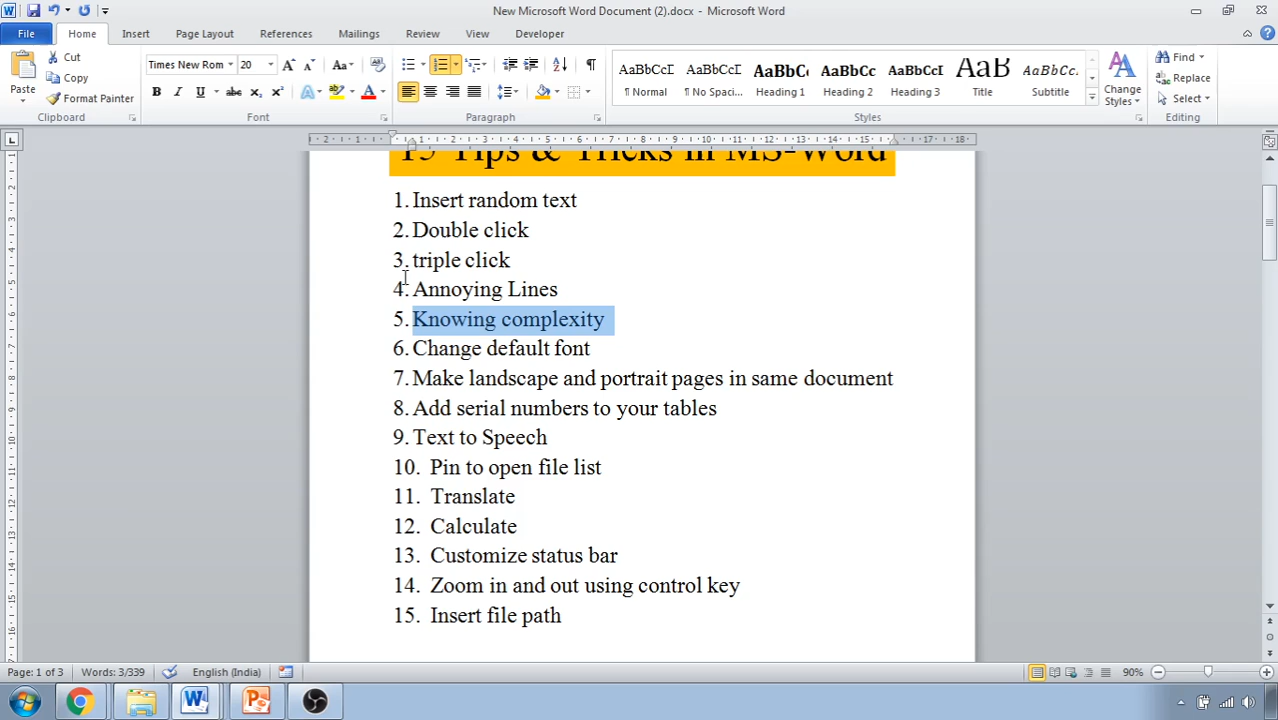 New Microsoft Word Document (2).docx - Microsoft Word
File Home Insert Page Layout References Mailings Review View Developer
Paste
Cut
Copy
Format Painter
Clipboard
Times New Rom 20
Font
Paragraph
AaBbCcI ¶ Normal
AaBbCcI ¶ No Spaci...
AaBbCc Heading 1
AaBbCc Heading 2
AaBbCcI Heading 3
AaB Title
AaBbCc. Subtitle
Change Styles
Styles
Find
Replace
Select
Editing
15 Tips & Tricks in MS-Word
1. Insert random text
2. Double click
3. triple click
4. Annoying Lines
5. Knowing complexity
6. Change default font
7. Make landscape and portrait pages in same document
8. Add serial numbers to your tables
9. Text to Speech
10. Pin to open file list
11. Translate
12. Calculate
13. Customize status bar
14. Zoom in and out using control key
15. Insert file path
Page: 1 of 3 Words: 3/339 English (India) 90%